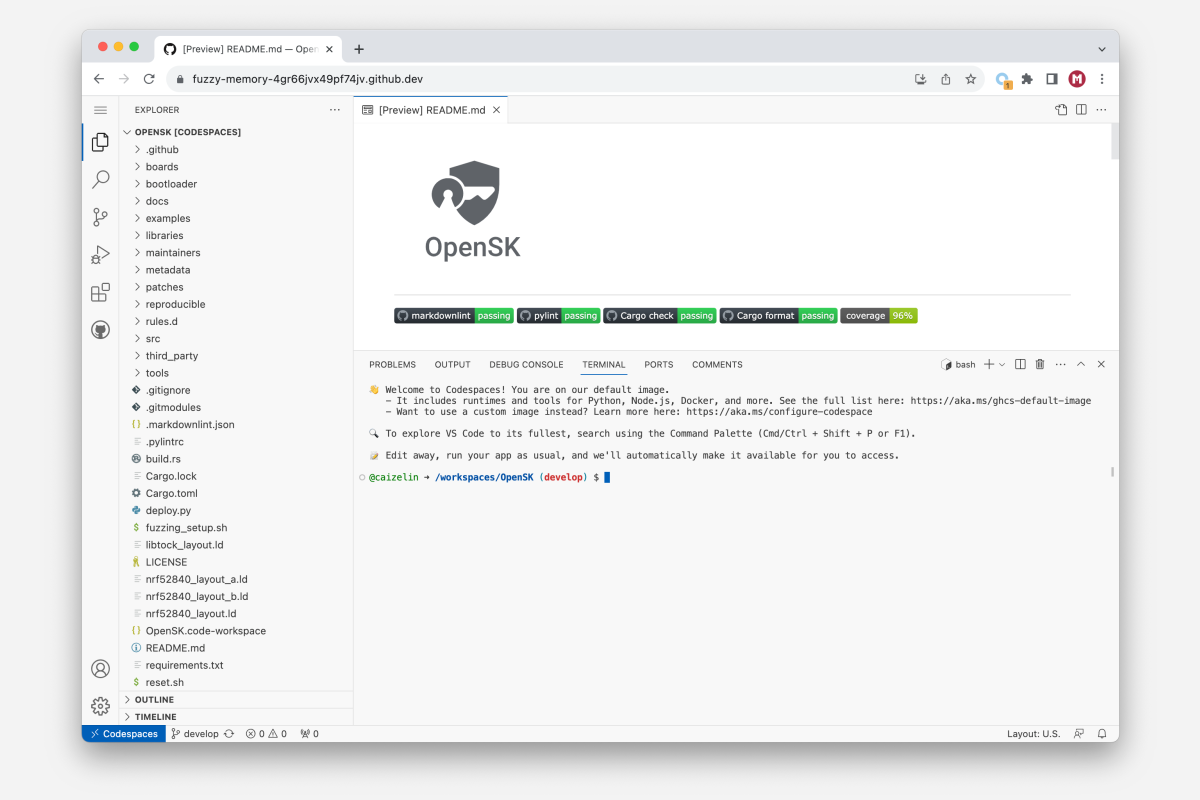 [Preview] README.md — Open
fuzzy-memory-4gr66jvx49pf74jv.github.dev
1
M
EXPLORER
OPENSK [CODESPACES]
.github
boards
bootloader
docs
examples
libraries
maintainers
metadata
patches
reproducible
rules.d
src
third_party
tools
.gitignore
.gitmodules
.markdownlint.json
.pylintrc
build.rs
Cargo.lock
Cargo.toml
deploy.py
fuzzing_setup.sh
libtock_layout.ld
LICENSE
nrf52840_layout_a.ld
nrf52840_layout_b.ld
nrf52840_layout.ld
OpenSK.code-workspace
README.md
requirements.txt
reset.sh
OUTLINE
TIMELINE
[Preview] README.md
OpenSK
markdownlint passing pylint passing Cargo check passing Cargo format passing coverage 96%
PROBLEMS OUTPUT DEBUG CONSOLE TERMINAL PORTS COMMENTS bash
👋 Welcome to Codespaces! You are on our default image.
- It includes runtimes and tools for Python, Node.js, Docker, and more. See the full list here: https://aka.ms/ghcs-default-image
- Want to use a custom image instead? Learn more here: https://aka.ms/configure-codespace
🔍 To explore VS Code to its fullest, search using the Command Palette (Cmd/Ctrl + Shift + P or F1).
📝 Edit away, run your app as usual, and we'll automatically make it available for you to access.
@caizelin ➜ /workspaces/OpenSK (develop) $
Codespaces develop 0 0 0 Layout: U.S.